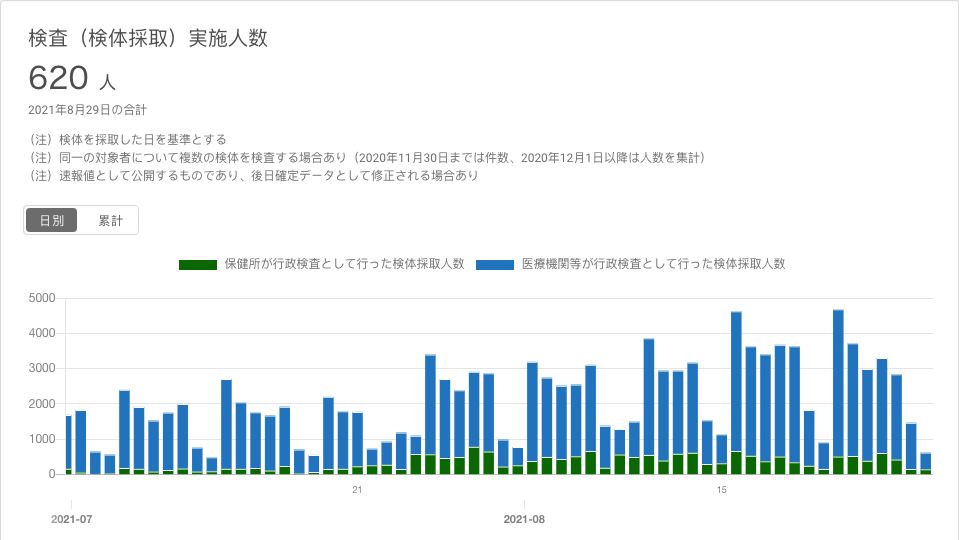 検査（検体採取）実施人数
620 人
2021年8月29日の合計
（注）検体を採取した日を基準とする
（注）同一の対象者について複数の検体を検査する場合あり（2020年11月30日までは件数、2020年12月1日以降は人数を集計）
（注）速報値として公開するものであり、後日確定データとして修正される場合あり
日別 累計
保健所が行政検査として行った検体採取人数 医療機関等が行政検査として行った検体採取人数
5000
4000
3000
2000
1000
0
21 15
2021-07 2021-08